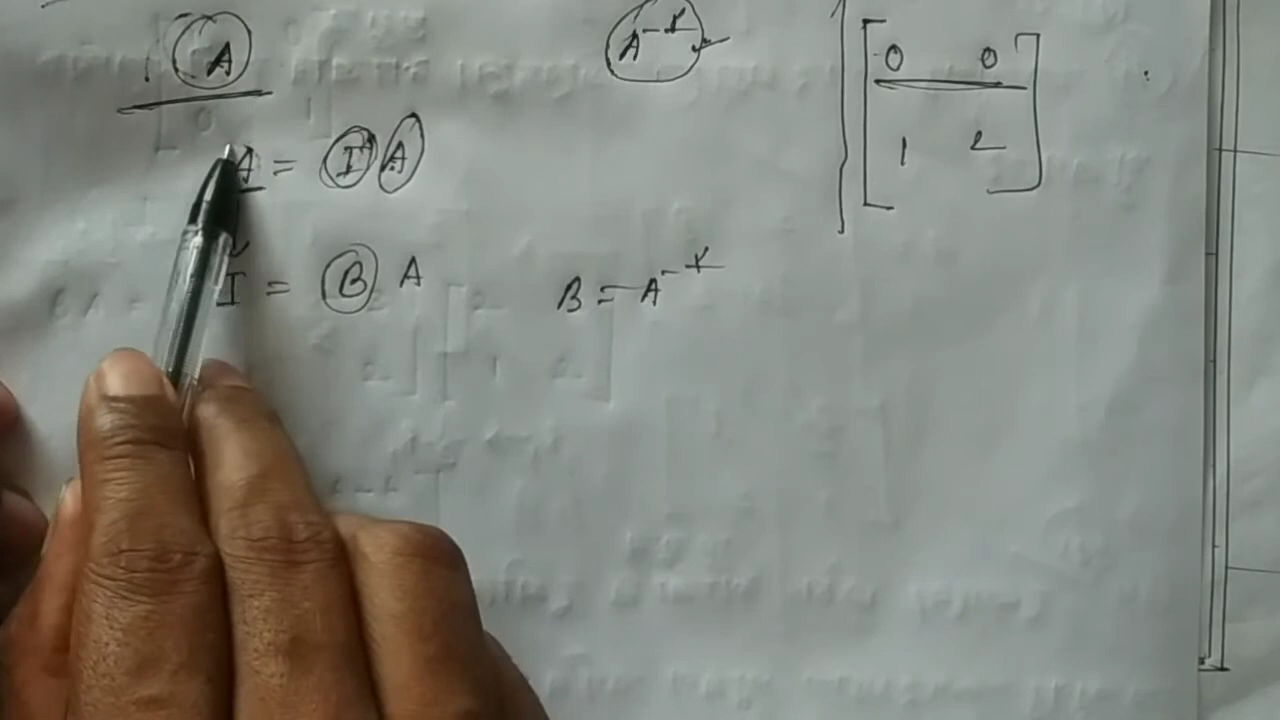 A
A = I A
I = B A
B = A⁻¹
A⁻¹
0 0
1 2